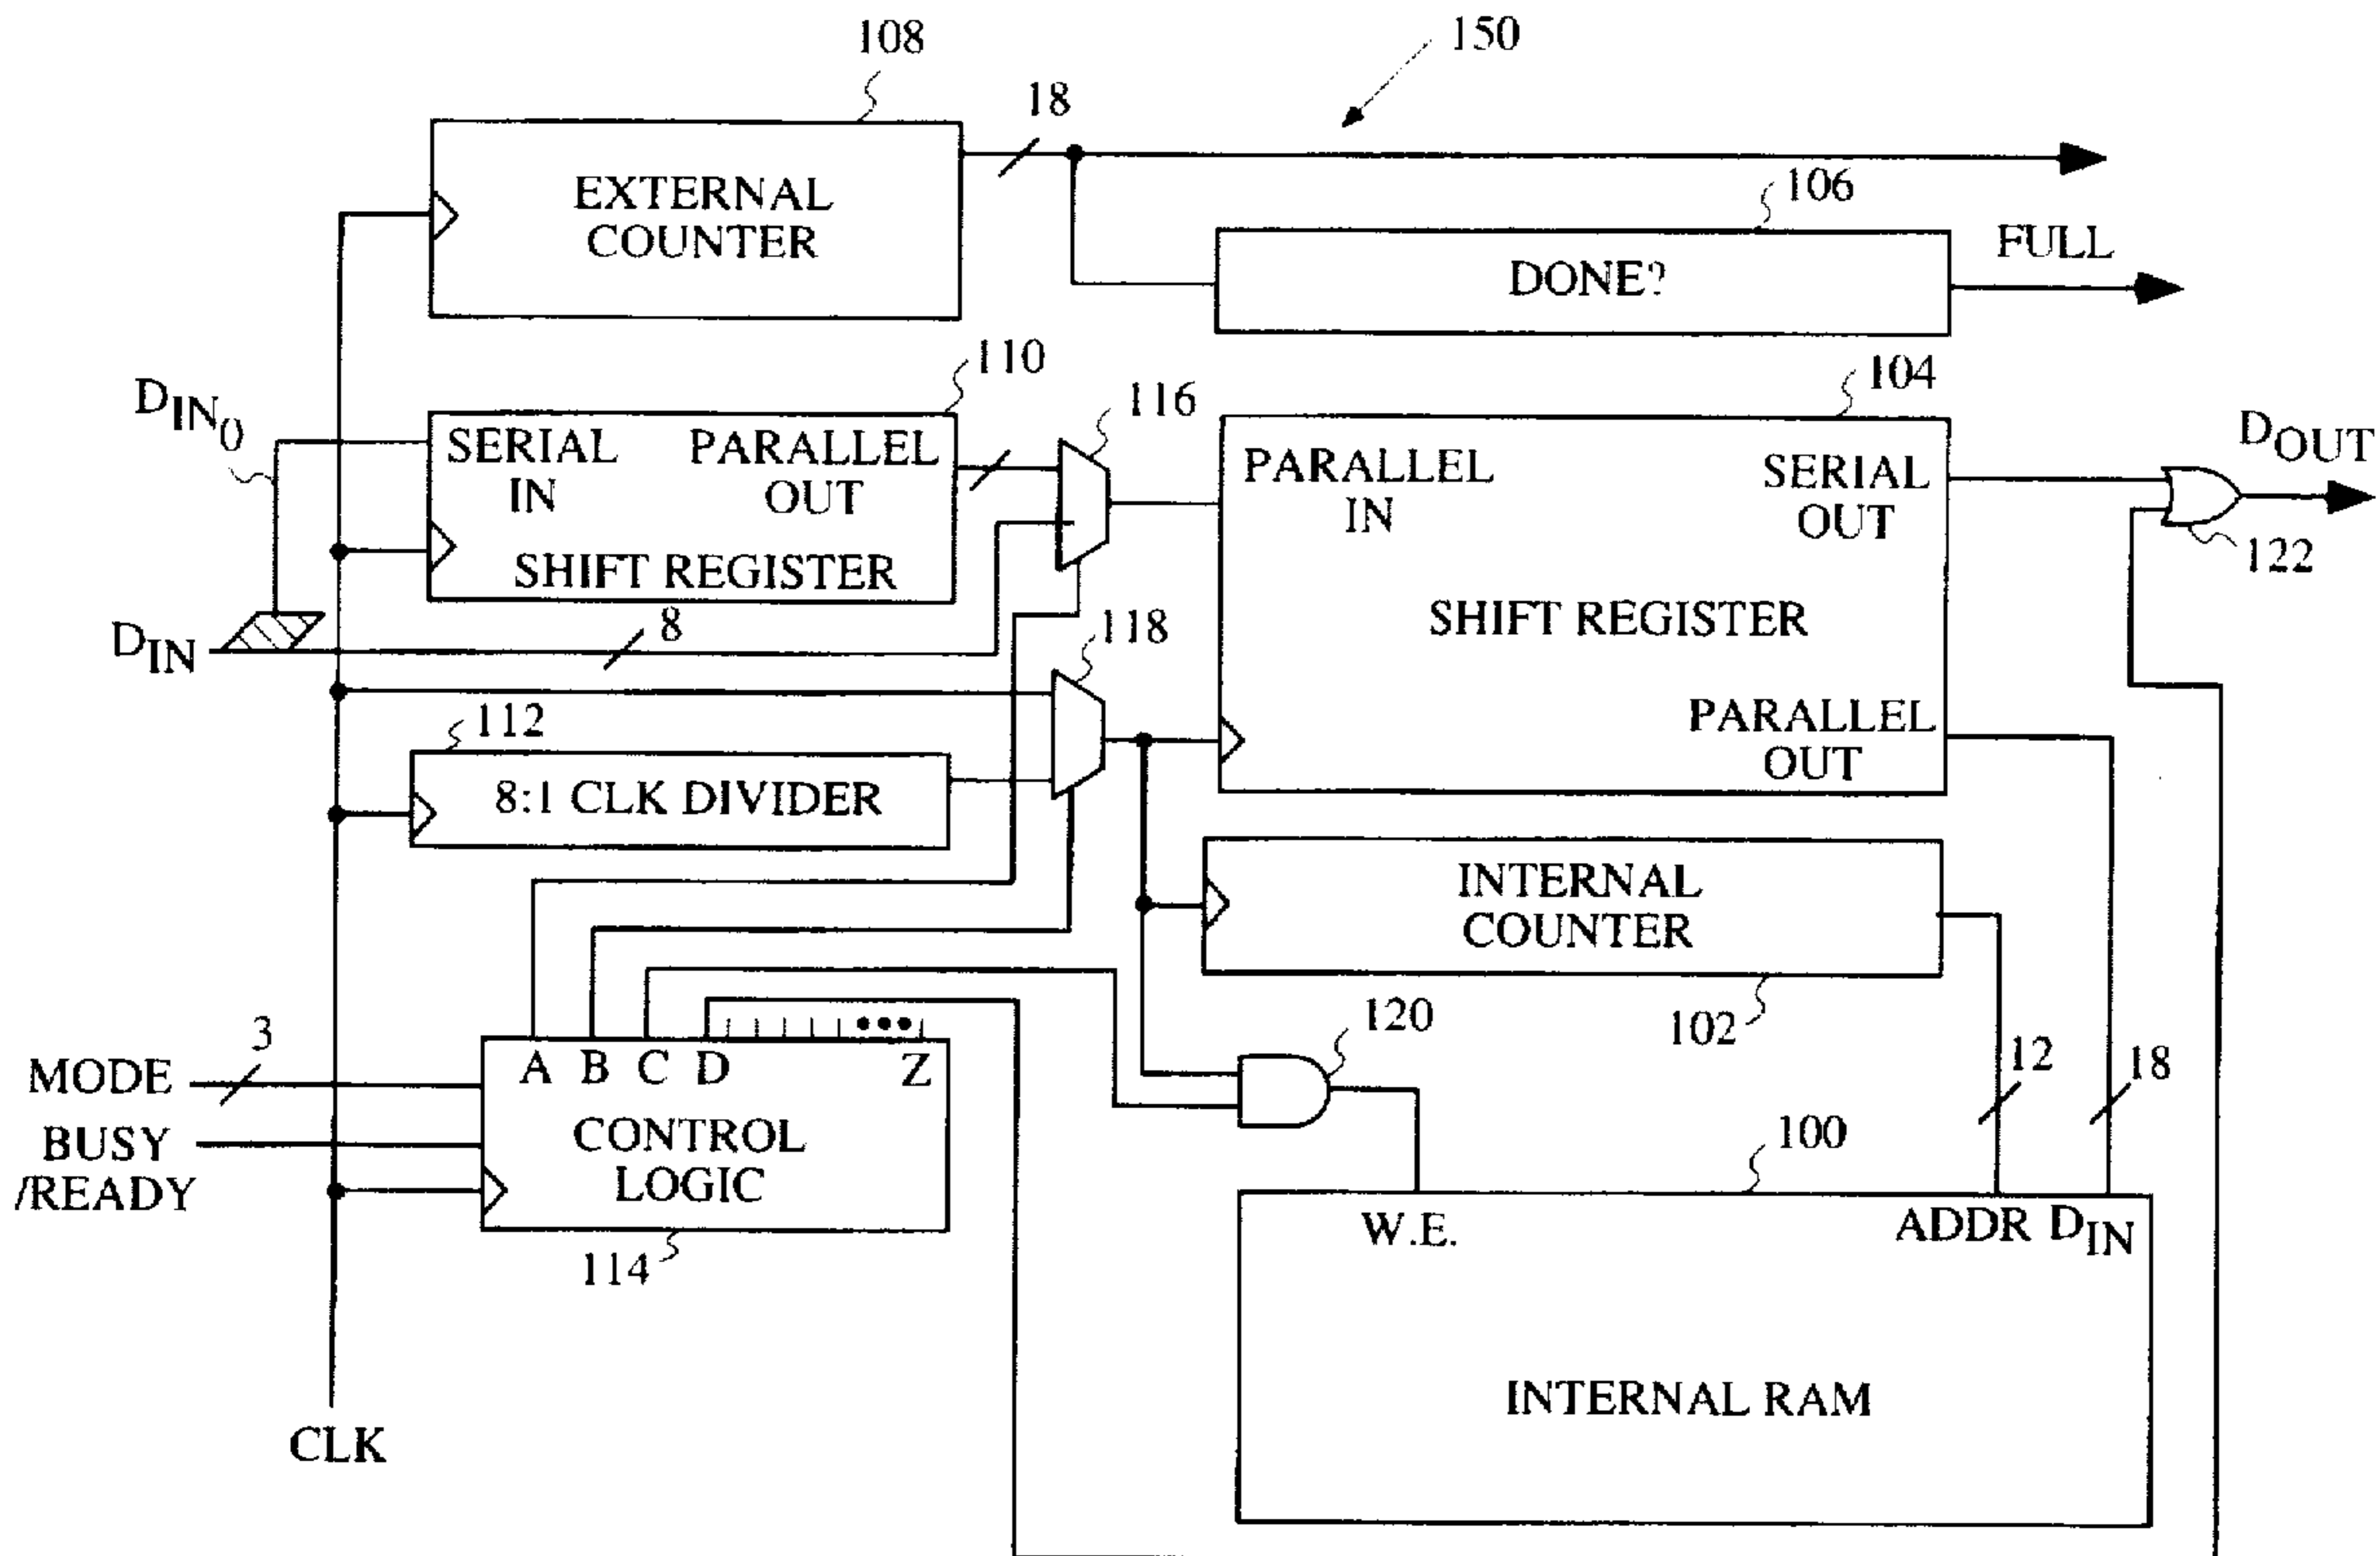 108
150
18
EXTERNAL
COUNTER
106
DONE?
FULL
110
104
116
DIN0
DOUT
SERIAL
IN
PARALLEL
OUT
SHIFT REGISTER
PARALLEL
IN
SERIAL
OUT
122
SHIFT REGISTER
8
118
DIN
PARALLEL
OUT
112
8:1 CLK DIVIDER
INTERNAL
COUNTER
102
120
3
12
18
MODE
BUSY
/READY
A B C D Z
CONTROL
LOGIC
114
100
W.E.
ADDR DIN
INTERNAL RAM
CLK